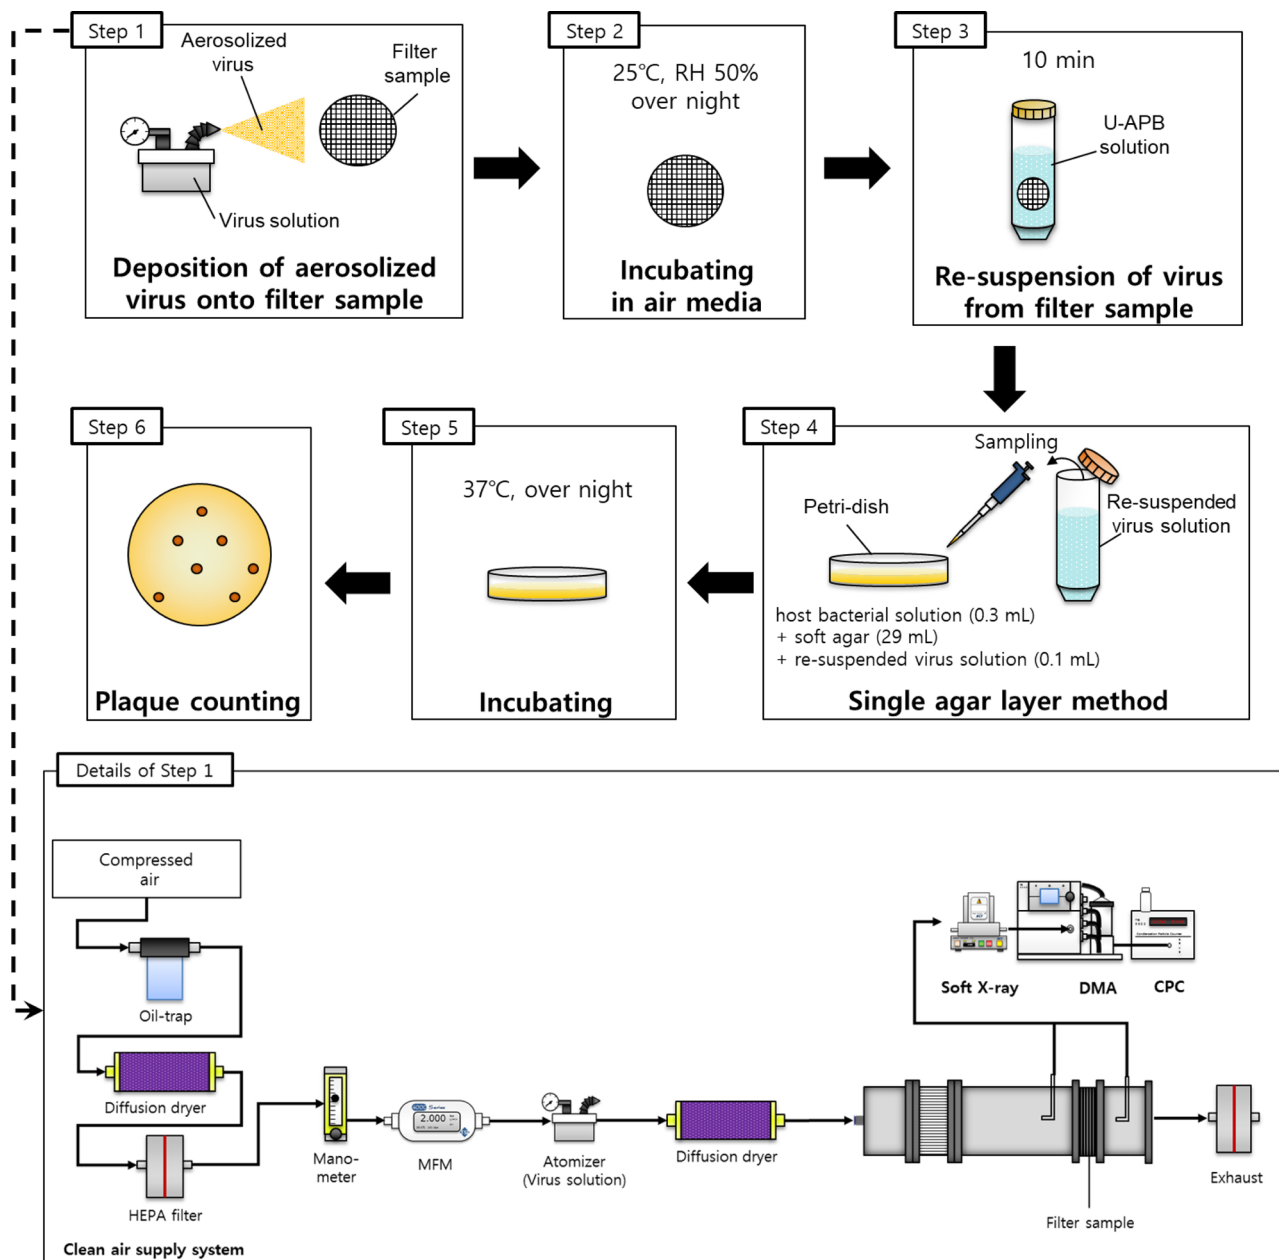 Step 1
Aerosolized
virus
Filter
sample
Virus solution
Deposition of aerosolized
virus onto filter sample
Step 2
25℃, RH 50%
over night
Incubating
in air media
Step 3
10 min
U-APB
solution
Re-suspension of virus
from filter sample
Step 4
Sampling
Petri-dish
Re-suspended
virus solution
host bacterial solution (0.3 mL)
+ soft agar (29 mL)
+ re-suspended virus solution (0.1 mL)
Single agar layer method
Step 5
37℃, over night
Incubating
Step 6
Plaque counting
Details of Step 1
Compressed
air
Oil-trap
Diffusion dryer
HEPA filter
Clean air supply system
Mano-
meter
2.000
MFM
Atomizer
(Virus solution)
Diffusion dryer
Soft X-ray
DMA
CPC
Filter sample
Exhaust